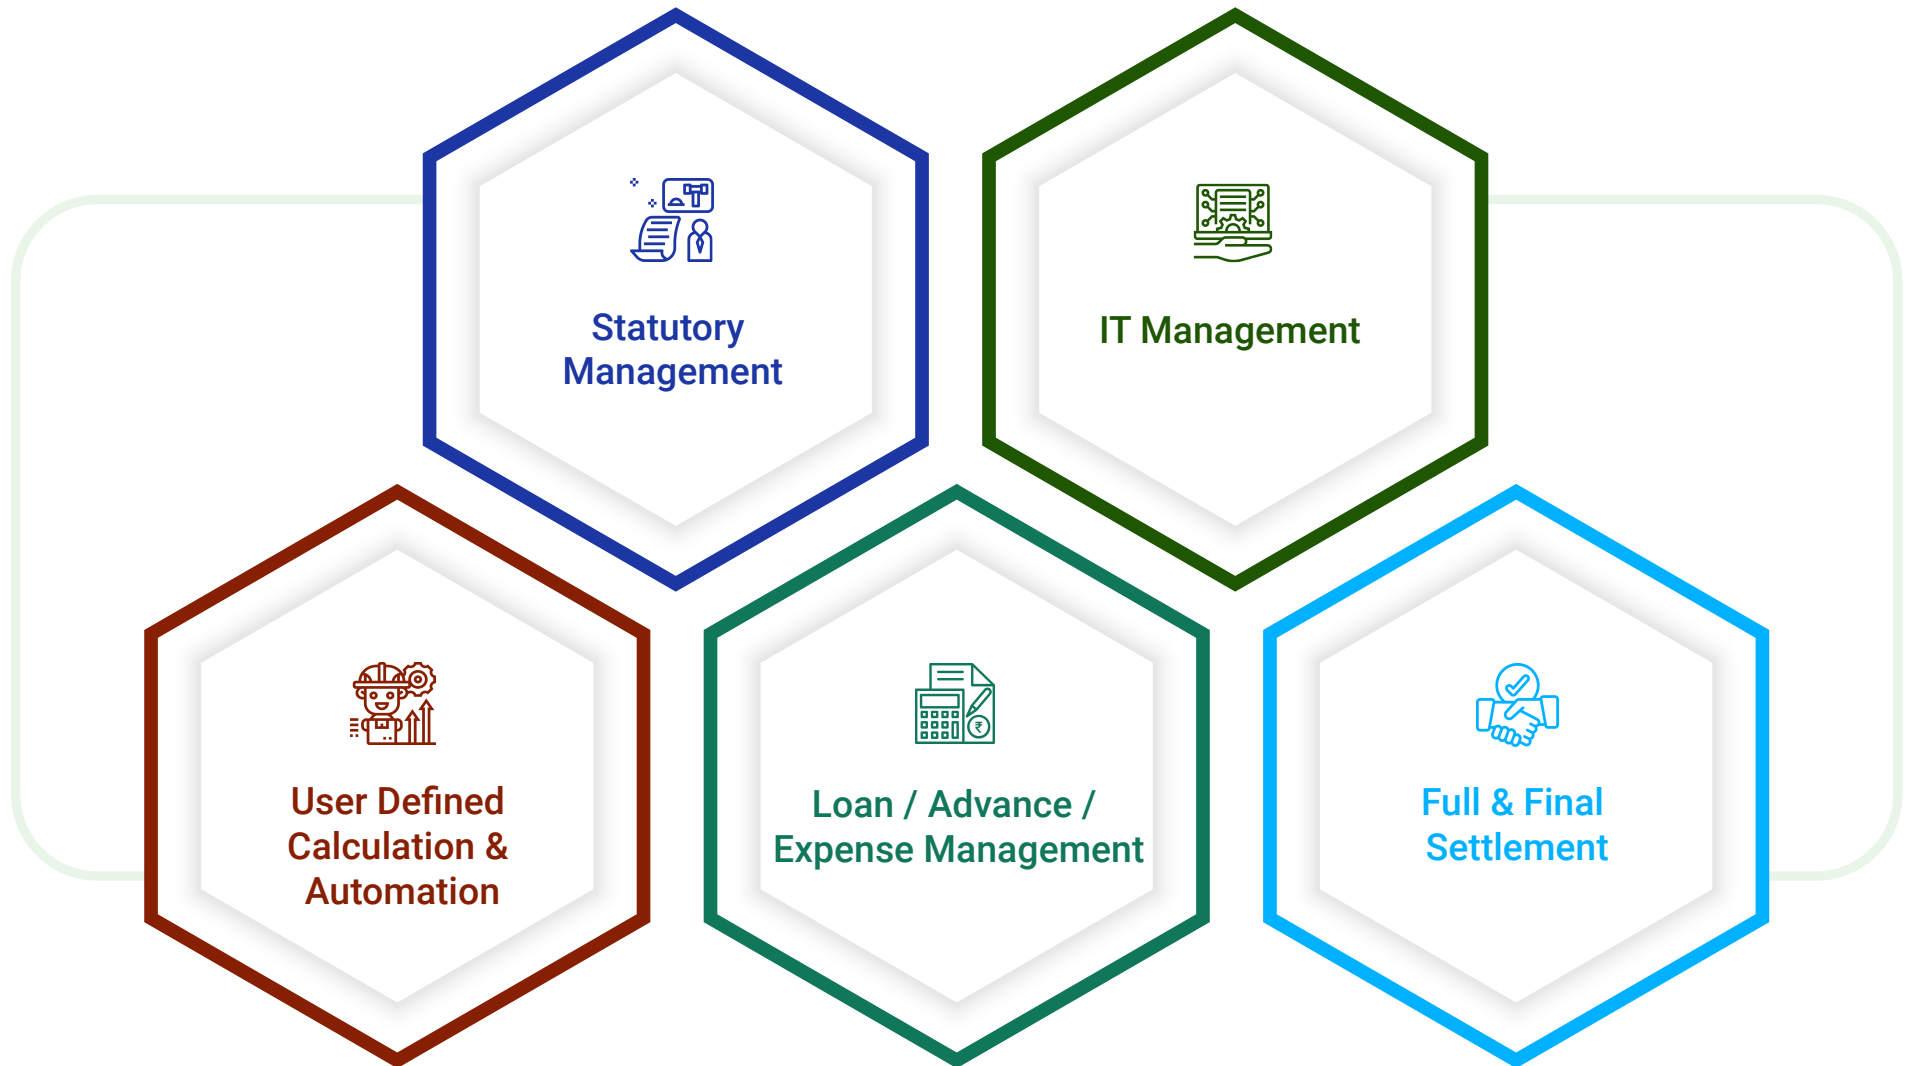 Statutory
Management
IT Management
User Defined
Calculation &
Automation
Loan / Advance /
Expense Management
₹
Full & Final
Settlement